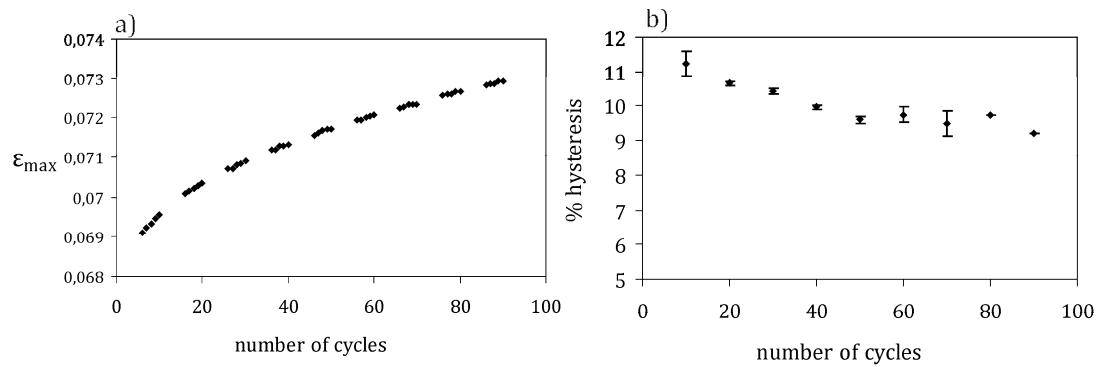 a)
0,074
0,073
0,072
0,071
0,07
0,069
0,068
εmax
0 20 40 60 80 100
number of cycles
b)
12
11
10
9
8
7
6
5
% hysteresis
0 20 40 60 80 100
number of cycles